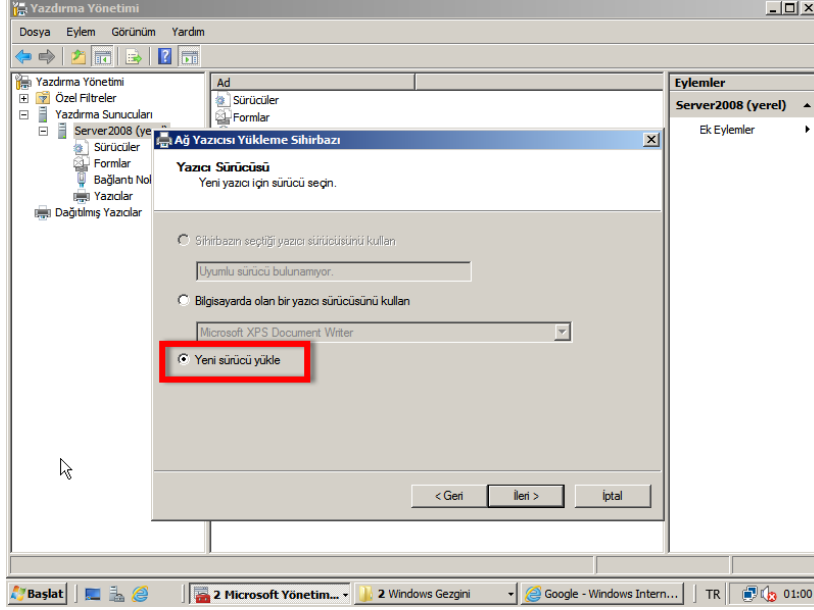 Yazdırma Yönetimi
Dosya Eylem Görünüm Yardım
Yazdırma Yönetimi
Özel Filtreler
Yazdırma Sunucuları
Server2008
Sürücüler
Formlar
Bağlantı
Yazıcılar
Dağıtılmış Yazıcılar
Ad
Sürücüler
Formlar
Eylemler
Server2008 (yerel)
Ek Eylemler
Ağ Yazıcısı Yükleme Sihirbazı
Yazıcı Sürücüsü
Yeni yazıcı için sürücü seçin.
Sihirbazın seçtiği yazıcı sürücüsünü kullan
Uyumlu sürücü bulunamıyor.
Bilgisayarda olan bir yazıcı sürücüsünü kullan
Microsoft XPS Document Writer
Yeni sürücü yükle
< Geri İleri > İptal
Başlat 2 Microsoft Yönetim... 2 Windows Gezgini Google - Windows Intern... TR 01:00